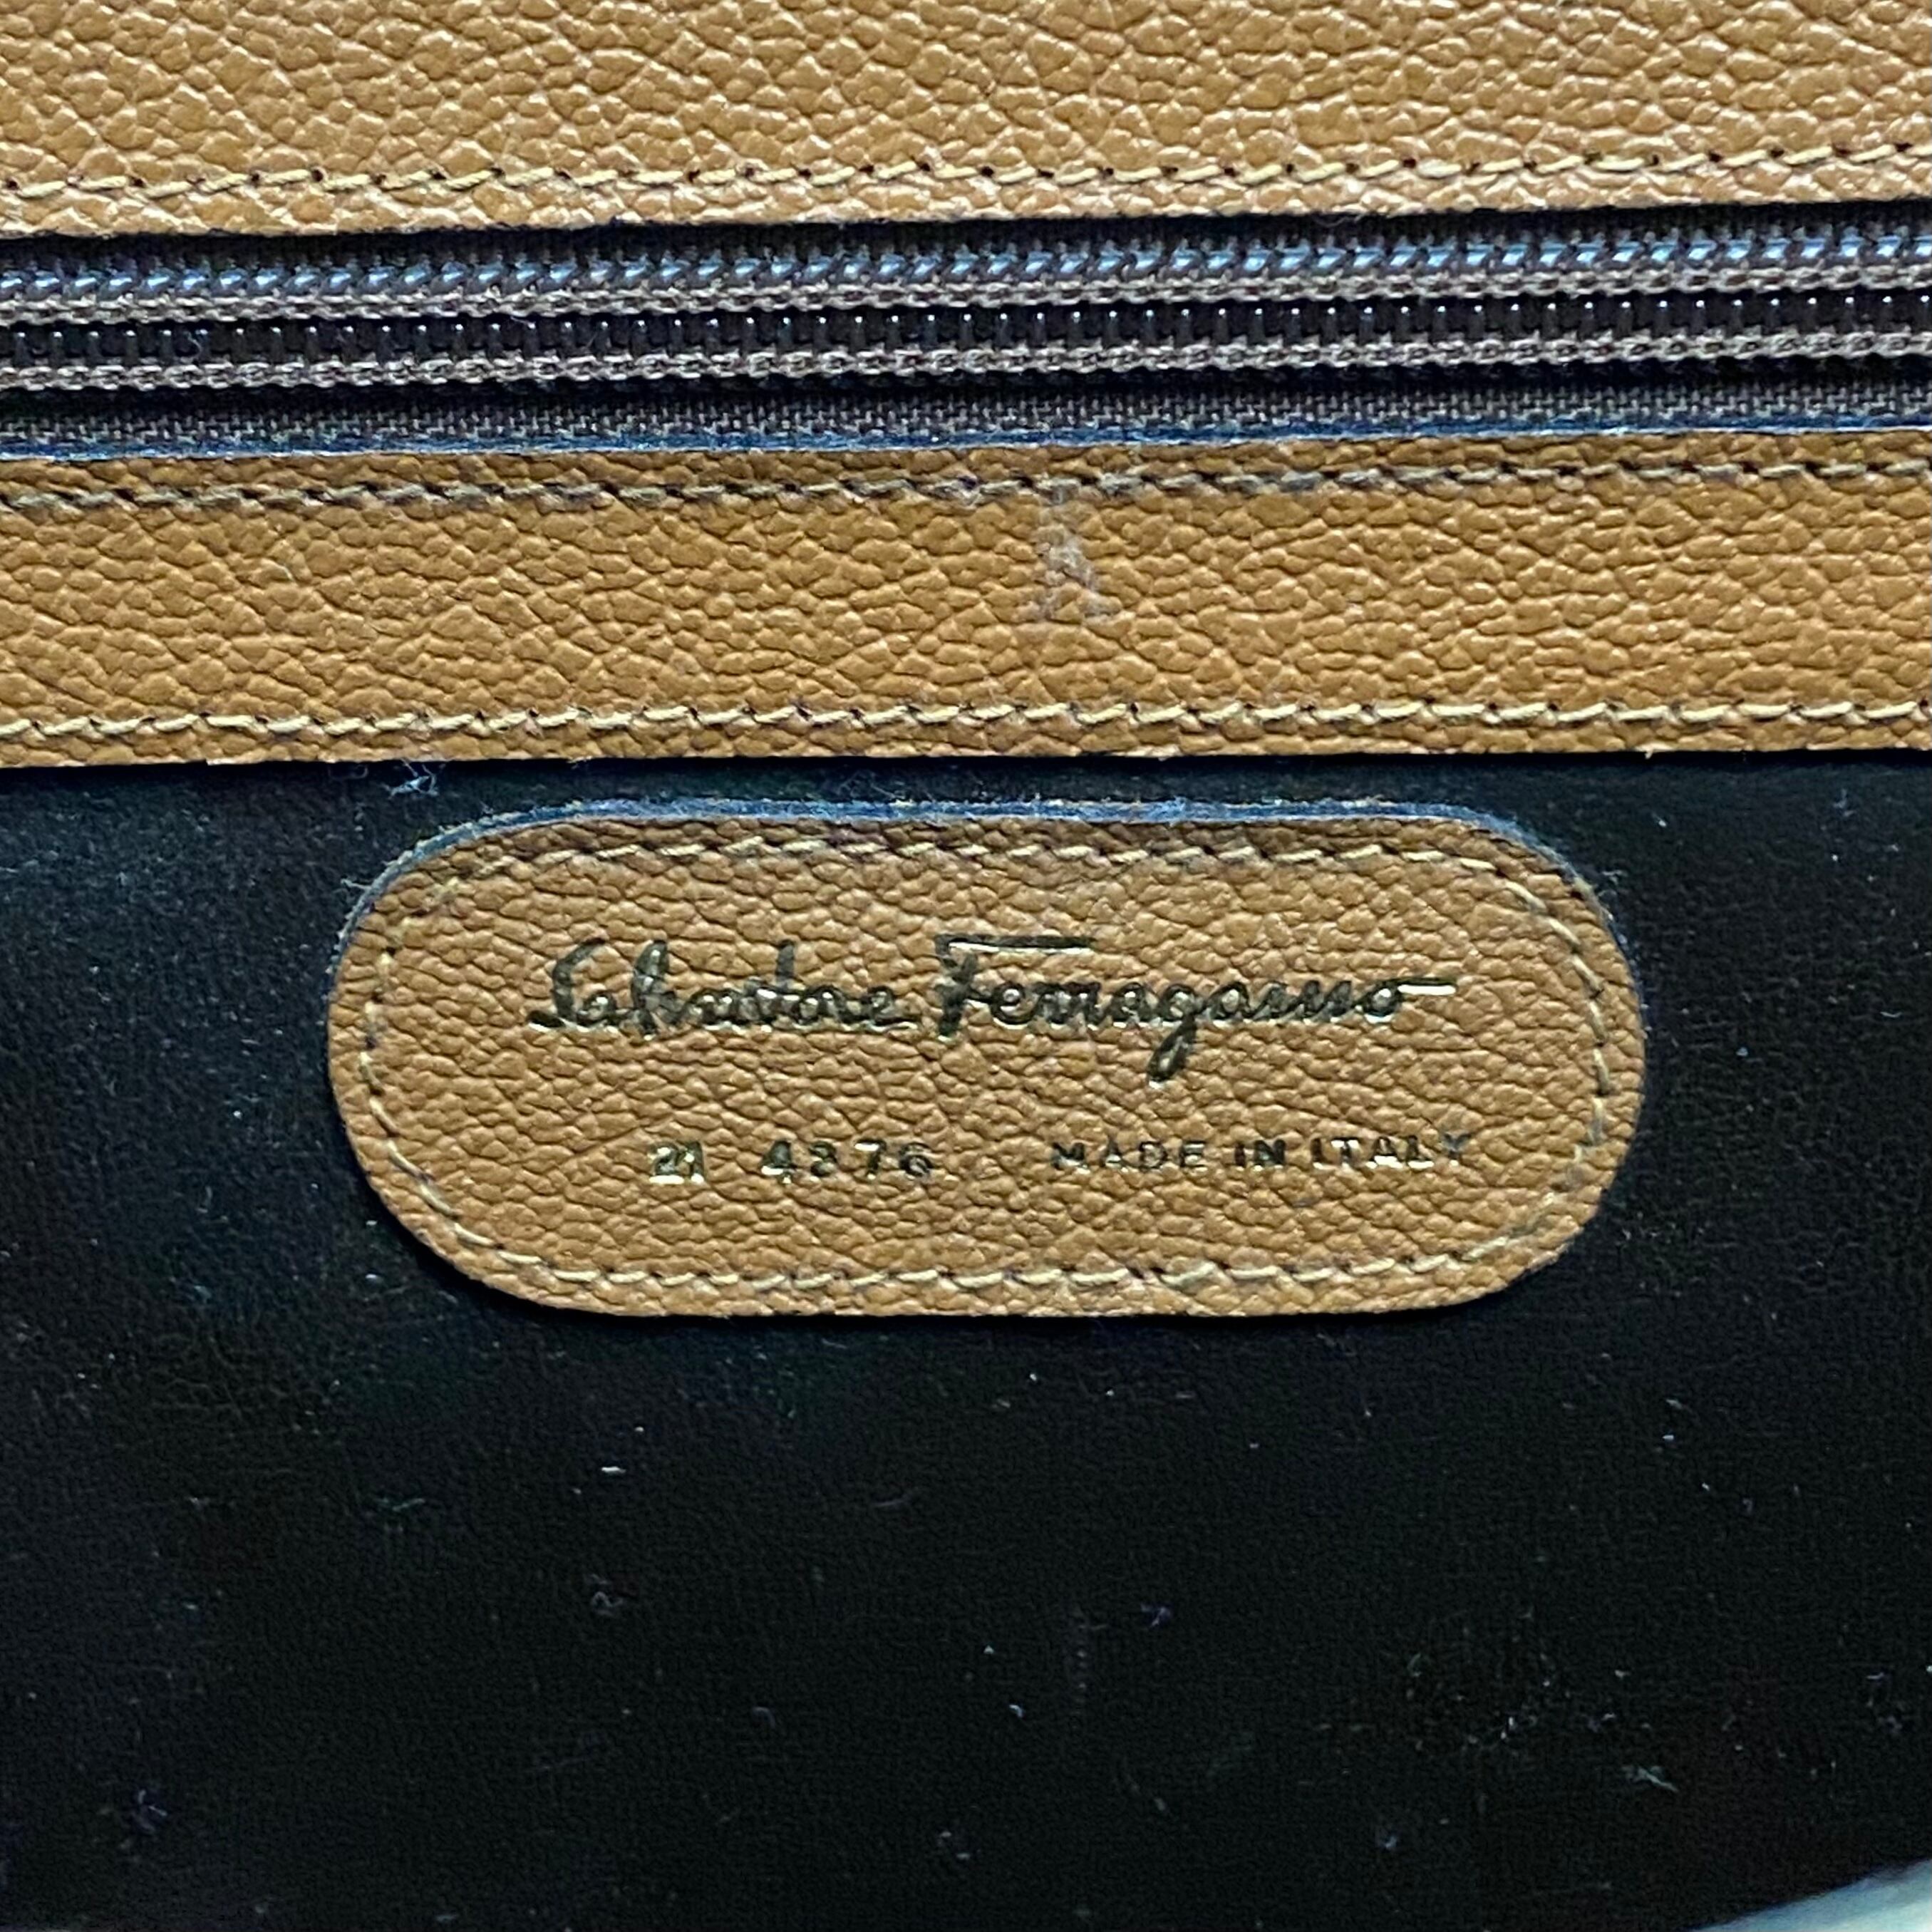 Salvatore Ferragamo
21 4376 MADE IN ITALY